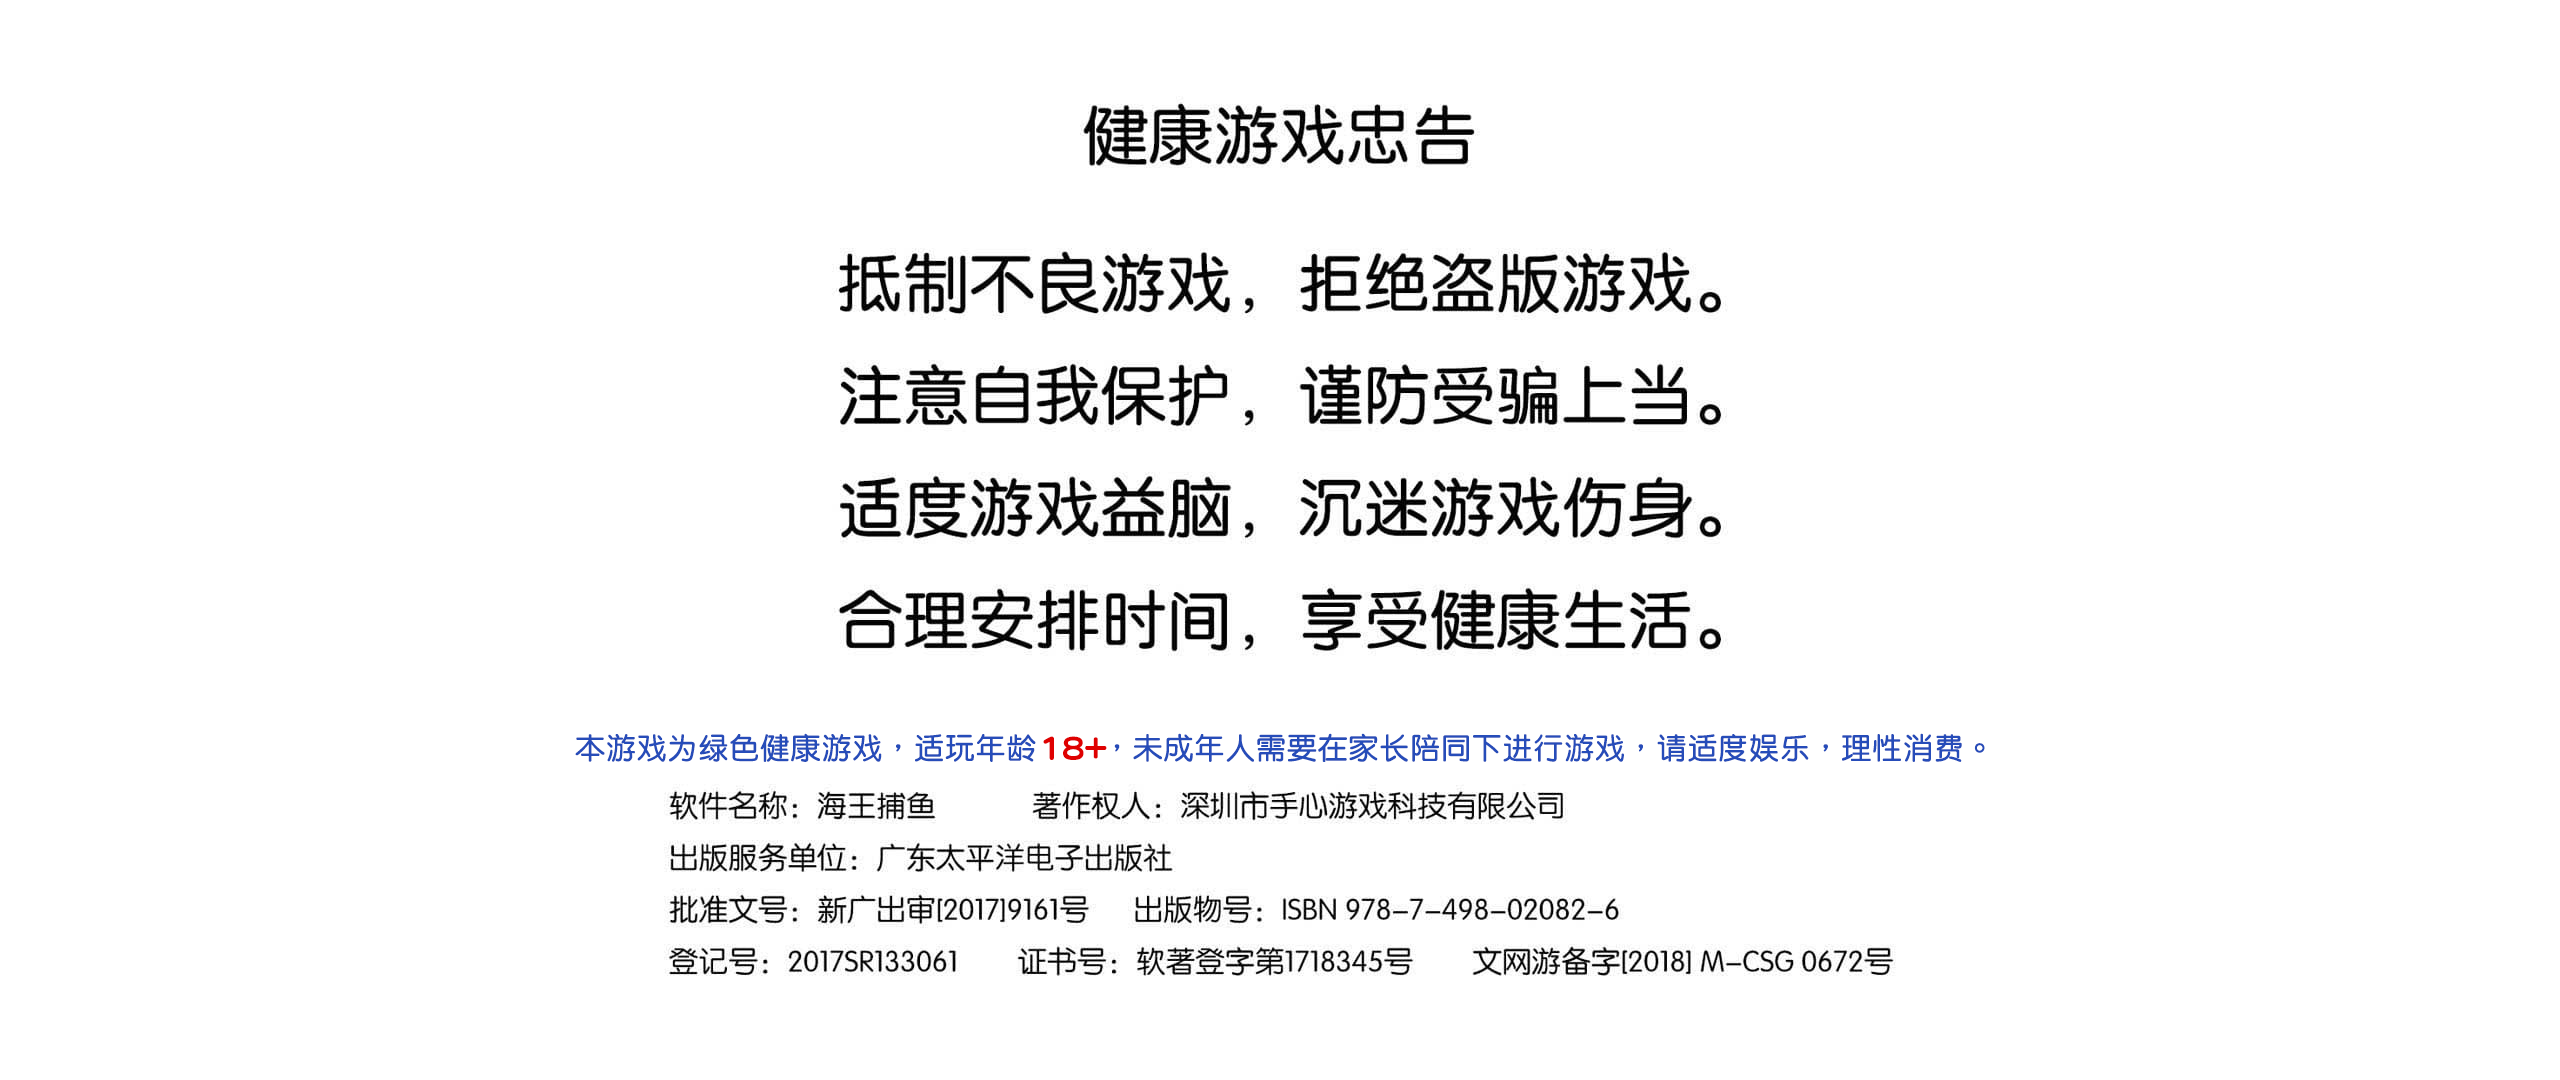 健康游戏忠告
抵制不良游戏，拒绝盗版游戏。
注意自我保护，谨防受骗上当。
适度游戏益脑，沉迷游戏伤身。
合理安排时间，享受健康生活。
本游戏为绿色健康游戏，适玩年龄18+，未成年人需要在家长陪同下进行游戏，请适度娱乐，理性消费。
软件名称：海王捕鱼 著作权人：深圳市手心游戏科技有限公司
出版服务单位：广东太平洋电子出版社
批准文号：新广出审[2017]9161号 出版物号：ISBN 978-7-498-02082-6
登记号：2017SR133061 证书号：软著登字第1718345号 文网游备字[2018] M-CSG 0672号